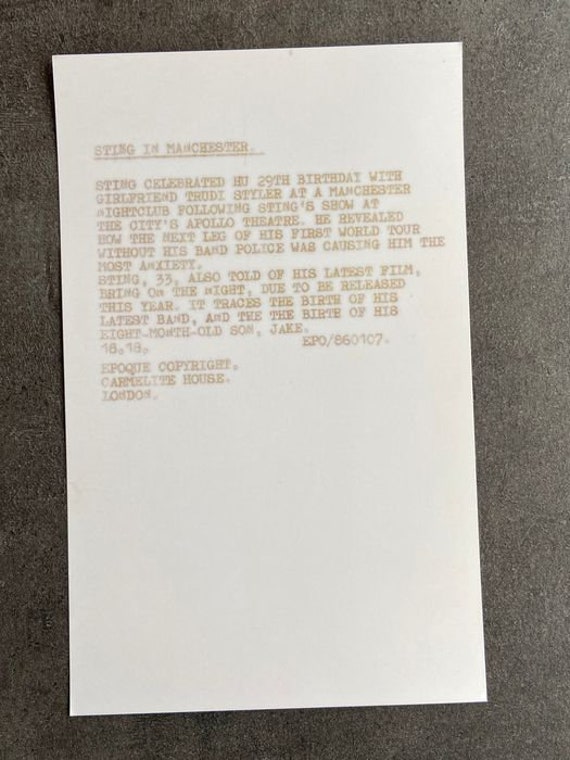 STING IN MANCHESTER.
STING CELEBRATED HU 29TH BIRTHDAY WITH
GIRLFRIEND TRUDI STYLER AT A MANCHESTER
NIGHTCLUB FOLLOWING STING'S SHOW AT
THE CITY'S APOLLO THEATRE. HE REVEALED
HOW THE NEIT LEG OF HIS FIRST WORLD TOUR
WITHOUT HIS BAND POLICE WAS CAUSING HIM THE
MOST ANXIETY.
STING, 33, ALSO TOLD OF HIS LATEST FILM,
BRING ON THE NIGHT, DUE TO BE RELEASED
THIS YEAR. IT TRACES THE BIRTH OF HIS
LATEST BAND, AND THE THE BIRTE OF HIS
EIGHT-MONTH-OLD SON, JAKE.
18,18, EPO/860107.
EPOQUE COPYRIGHT,
CARMELITE HOUSE.
LONDON.